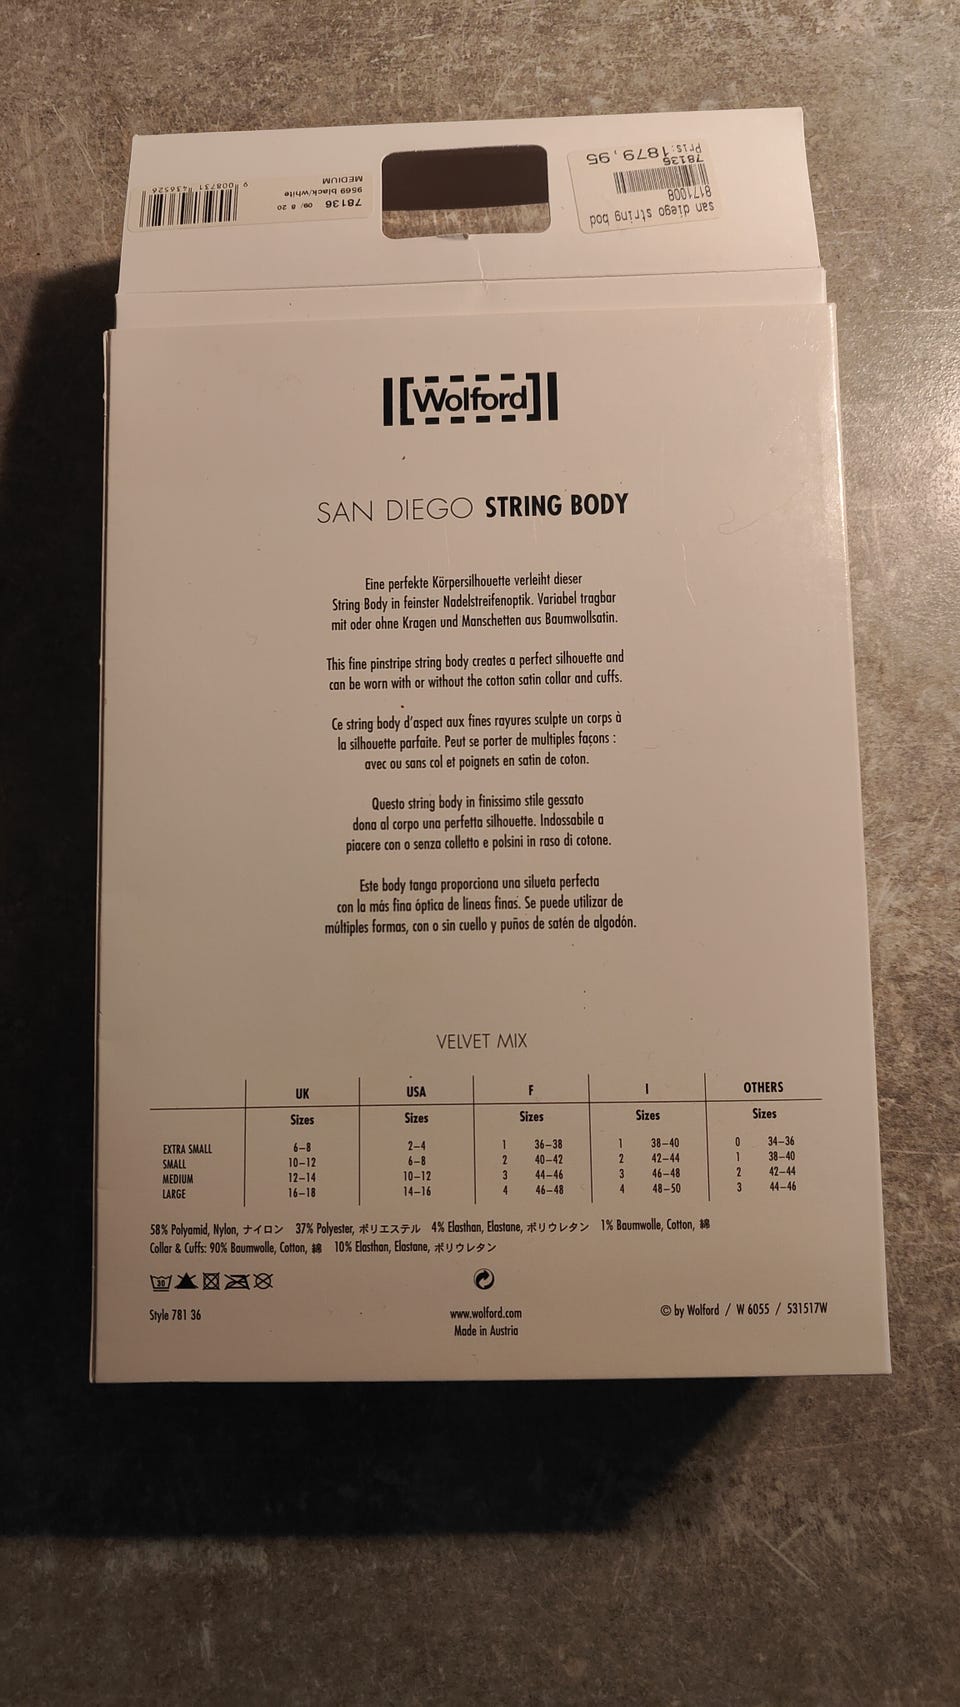 9 008731 436526
78136 09/ 8 20
9569 black/white
MEDIUM
san diego string bod
8171008
78136
Pris:1879,95
Wolford
SAN DIEGO STRING BODY
Eine perfekte Körpersilhouette verleiht dieser
String Body in feinster Nadelstreifenoptik. Variabel tragbar
mit oder ohne Kragen und Manschetten aus Baumwollsatin.
This fine pinstripe string body creates a perfect silhouette and
can be worn with or without the cotton satin collar and cuffs.
Ce string body d'aspect aux fines rayures sculpte un corps à
la silhouette parfaite. Peut se porter de multiples façons :
avec ou sans col et poignets en satin de coton.
Questo string body in finissimo stile gessato
dona al corpo una perfetta silhouette. Indossabile a
piacere con o senza colletto e polsini in raso di cotone.
Este body tanga proporciona una silueta perfecta
con la más fina óptica de líneas finas. Se puede utilizar de
múltiples formas, con o sin cuello y puños de satén de algodón.
VELVET MIX
UK USA F I OTHERS
Sizes Sizes Sizes Sizes Sizes
EXTRA SMALL 6–8 2–4 1 36–38 1 38–40 0 34–36
SMALL 10–12 6–8 2 40–42 2 42–44 1 38–40
MEDIUM 12–14 10–12 3 44–46 3 46–48 2 42–44
LARGE 16–18 14–16 4 46–48 4 48–50 3 44–46
58% Polyamid, Nylon, ナイロン 37% Polyester, ポリエステル 4% Elasthan, Elastane, ポリウレタン 1% Baumwolle, Cotton, 綿
Collar & Cuffs: 90% Baumwolle, Cotton, 綿 10% Elasthan, Elastane, ポリウレタン
30
Style 781 36 www.wolford.com © by Wolford / W 6055 / 531517W
Made in Austria